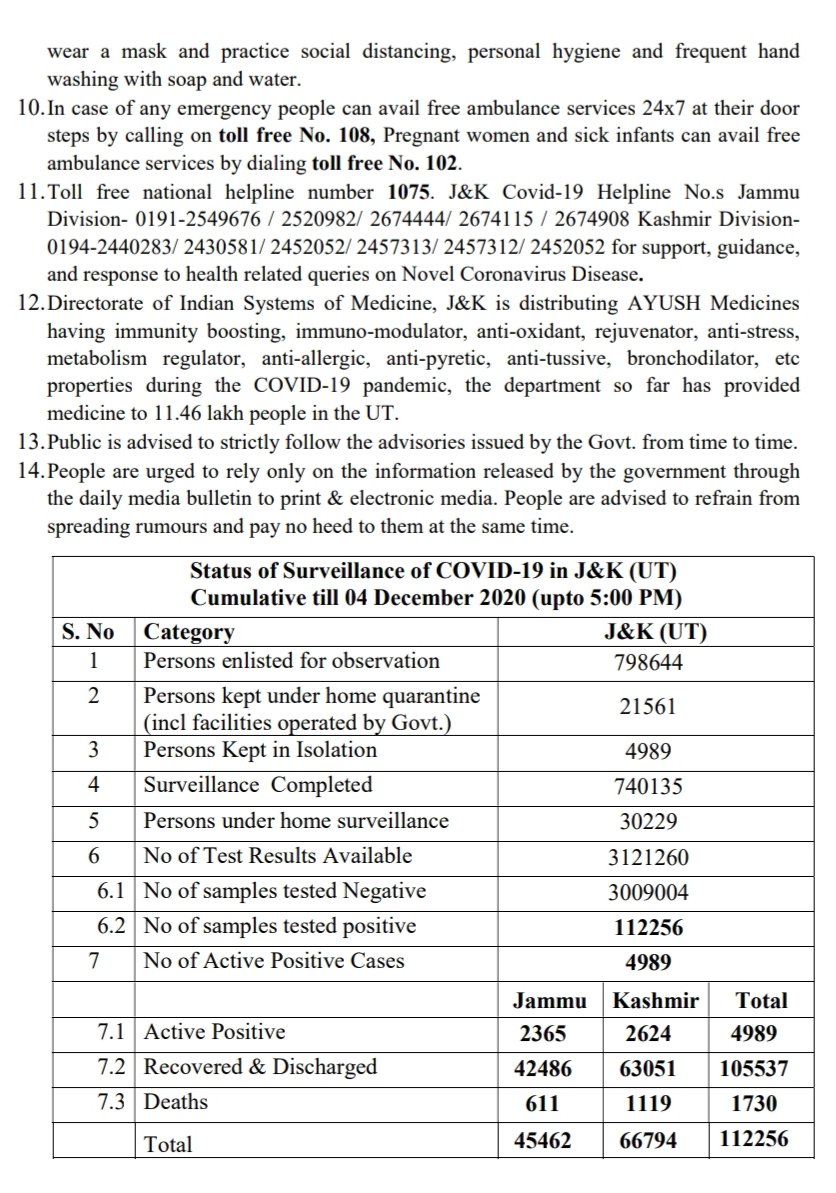 wear a mask and practice social distancing, personal hygiene and frequent hand
washing with soap and water.
10. In case of any emergency people can avail free ambulance services 24x7 at their door
steps by calling on toll free No. 108, Pregnant women and sick infants can avail free
ambulance services by dialing toll free No. 102.
11. Toll free national helpline number 1075. J&K Covid-19 Helpline No.s Jammu
Division- 0191-2549676 / 2520982/ 2674444/ 2674115 / 2674908 Kashmir Division-
0194-2440283/ 2430581/ 2452052/ 2457313/ 2457312/ 2452052 for support, guidance,
and response to health related queries on Novel Coronavirus Disease.
12. Directorate of Indian Systems of Medicine, J&K is distributing AYUSH Medicines
having immunity boosting, immuno-modulator, anti-oxidant, rejuvenator, anti-stress,
metabolism regulator, anti-allergic, anti-pyretic, anti-tussive, bronchodilator, etc
properties during the COVID-19 pandemic, the department so far has provided
medicine to 11.46 lakh people in the UT.
13. Public is advised to strictly follow the advisories issued by the Govt. from time to time.
14. People are urged to rely only on the information released by the government through
the daily media bulletin to print & electronic media. People are advised to refrain from
spreading rumours and pay no heed to them at the same time.
Status of Surveillance of COVID-19 in J&K (UT)
Cumulative till 04 December 2020 (upto 5:00 PM)
S. No Category J&K (UT)
1 Persons enlisted for observation 798644
2 Persons kept under home quarantine
(incl facilities operated by Govt.) 21561
3 Persons Kept in Isolation 4989
4 Surveillance Completed 740135
5 Persons under home surveillance 30229
6 No of Test Results Available 3121260
6.1 No of samples tested Negative 3009004
6.2 No of samples tested positive 112256
7 No of Active Positive Cases 4989
Jammu Kashmir Total
7.1 Active Positive 2365 2624 4989
7.2 Recovered & Discharged 42486 63051 105537
7.3 Deaths 611 1119 1730
Total 45462 66794 112256